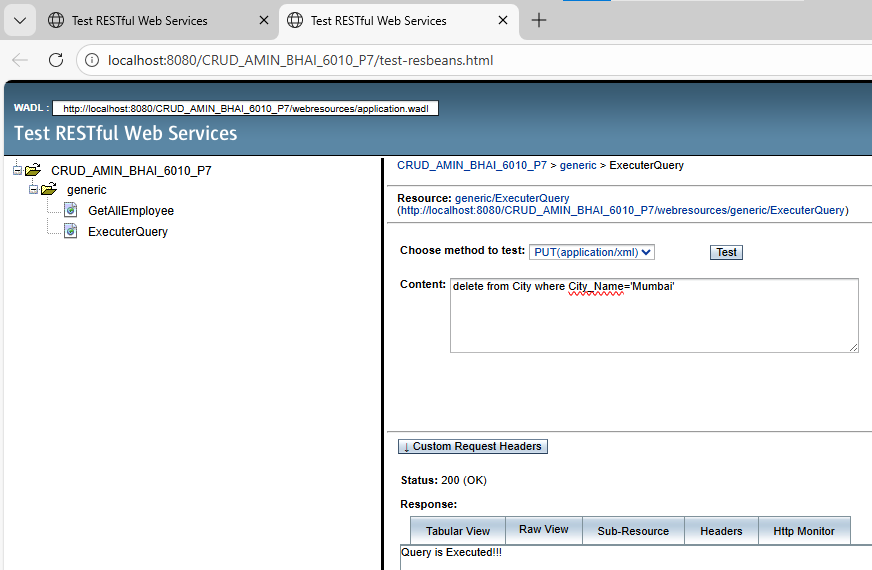 Test RESTful Web Services
Test RESTful Web Services
localhost:8080/CRUD_AMIN_BHAI_6010_P7/test-resbeans.html
WADL : http://localhost:8080/CRUD_AMIN_BHAI_6010_P7/webresources/application.wadl
Test RESTful Web Services
CRUD_AMIN_BHAI_6010_P7
generic
GetAllEmployee
ExecuterQuery
CRUD_AMIN_BHAI_6010_P7 > generic > ExecuterQuery
Resource: generic/ExecuterQuery
(http://localhost:8080/CRUD_AMIN_BHAI_6010_P7/webresources/generic/ExecuterQuery)
Choose method to test: PUT(application/xml) Test
Content: delete from City where City_Name='Mumbai'
↓ Custom Request Headers
Status: 200 (OK)
Response:
Tabular View Raw View Sub-Resource Headers Http Monitor
Query is Executed!!!